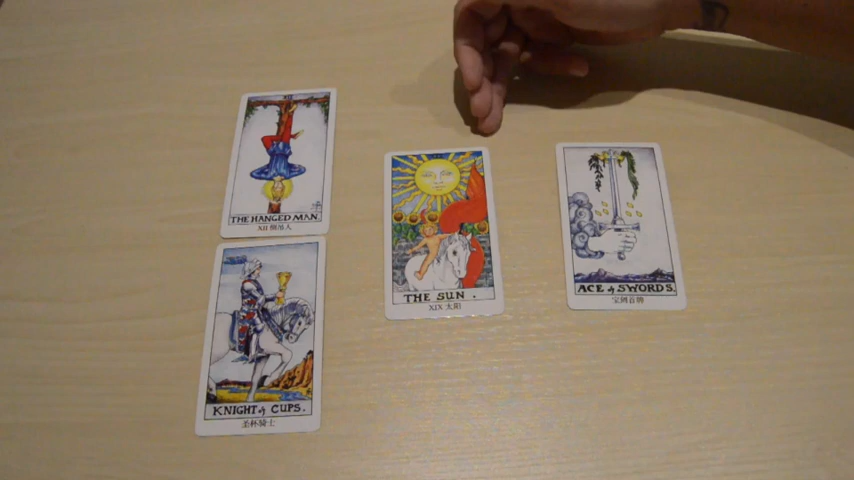 THE HANGED MAN.
XII 倒吊人
KNIGHT of CUPS.
圣杯骑士
THE SUN.
XIX 太阳
ACE of SWORDS.
宝剑首牌